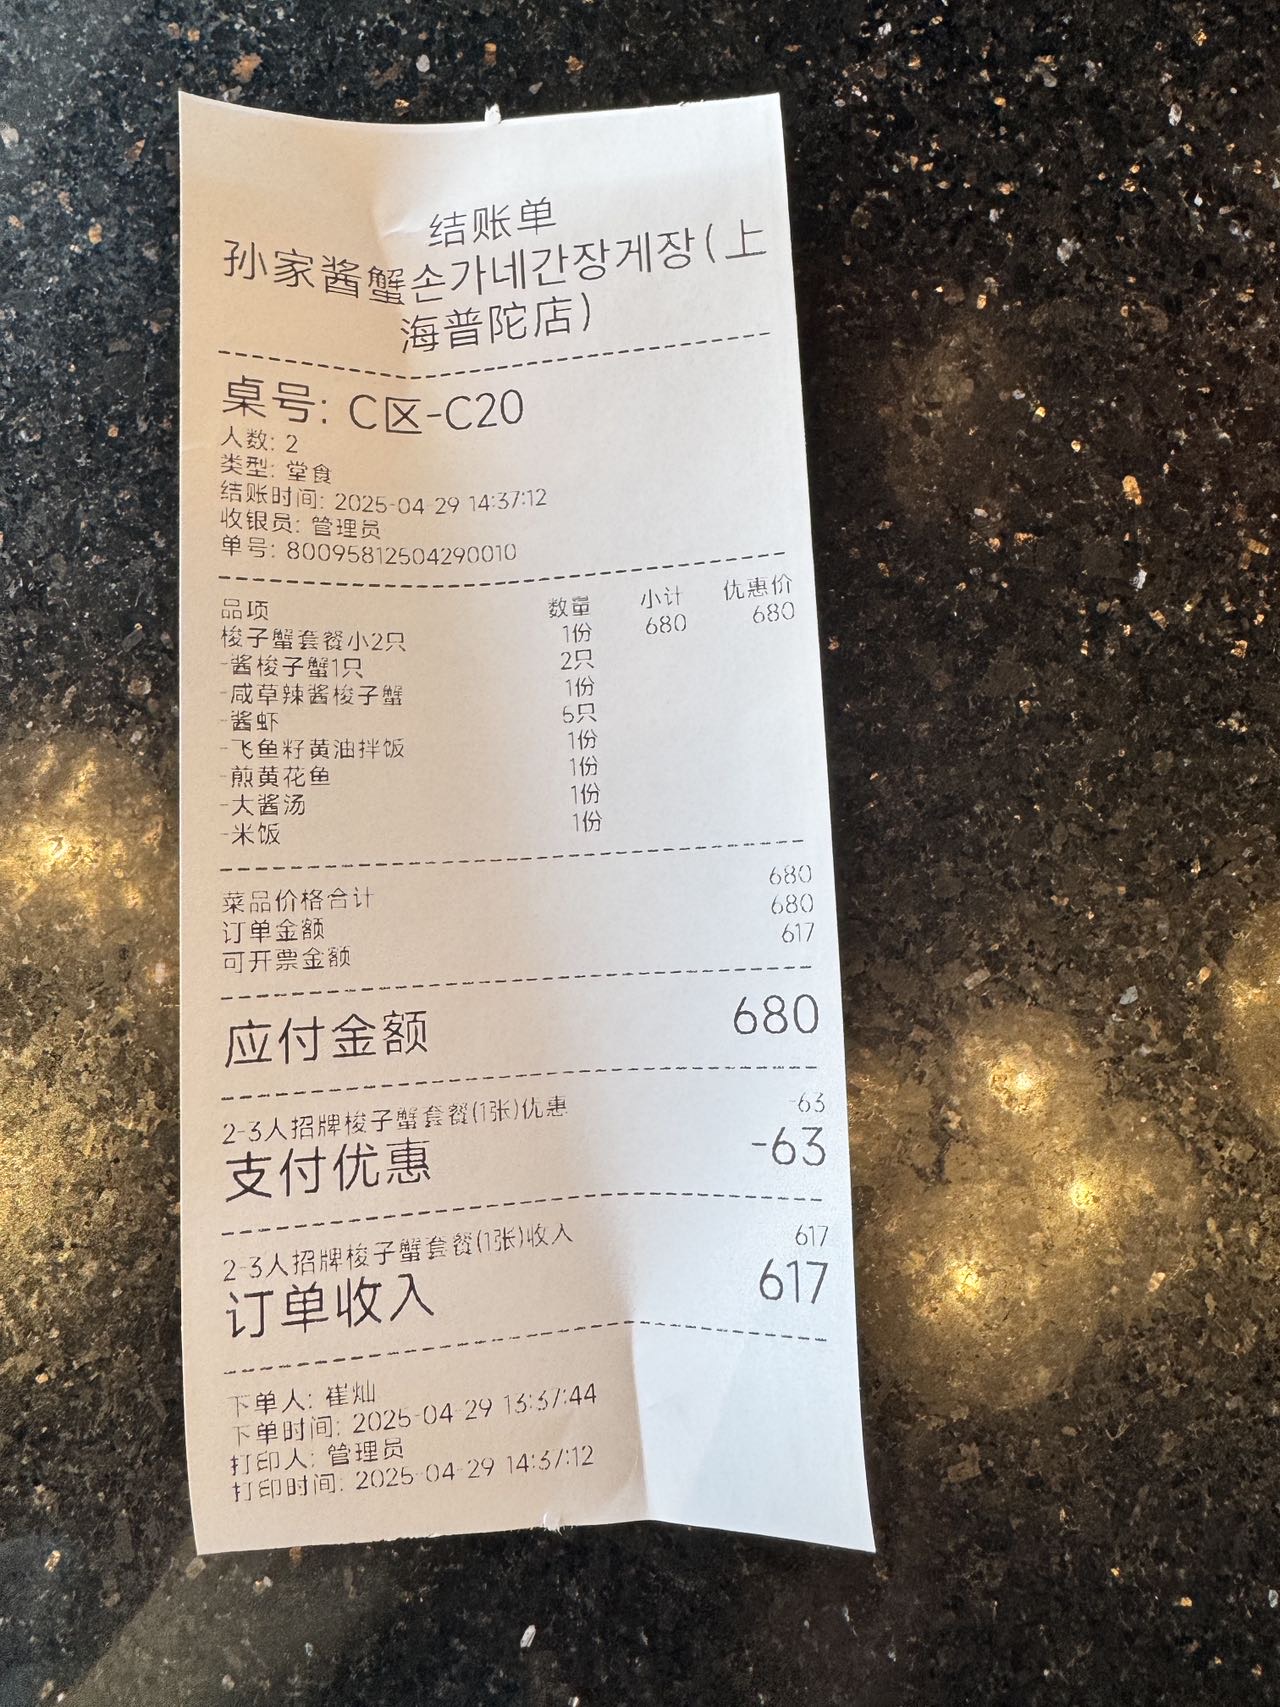 结账单
孙家酱蟹손가네간장게장(上
海普陀店)
桌号: C区-C20
人数: 2
类型: 堂食
结账时间: 2025-04-29 14:37:12
收银员: 管理员
单号: 80095812504290010
品项 数量 小计 优惠价
梭子蟹套餐小2只 1份 680 680
-酱梭子蟹1只 2只
-咸草辣酱梭子蟹 1份
-酱虾 6只
-飞鱼籽黄油拌饭 1份
-煎黄花鱼 1份
-大酱汤 1份
-米饭 1份
菜品价格合计 680
订单金额 680
可开票金额 617
应付金额 680
2-3人招牌梭子蟹套餐(1张)优惠 -63
支付优惠 -63
2-3人招牌梭子蟹套餐(1张)收入 617
订单收入 617
下单人: 崔灿
下单时间: 2025-04-29 13:37:44
打印人: 管理员
打印时间: 2025-04-29 14:37:12